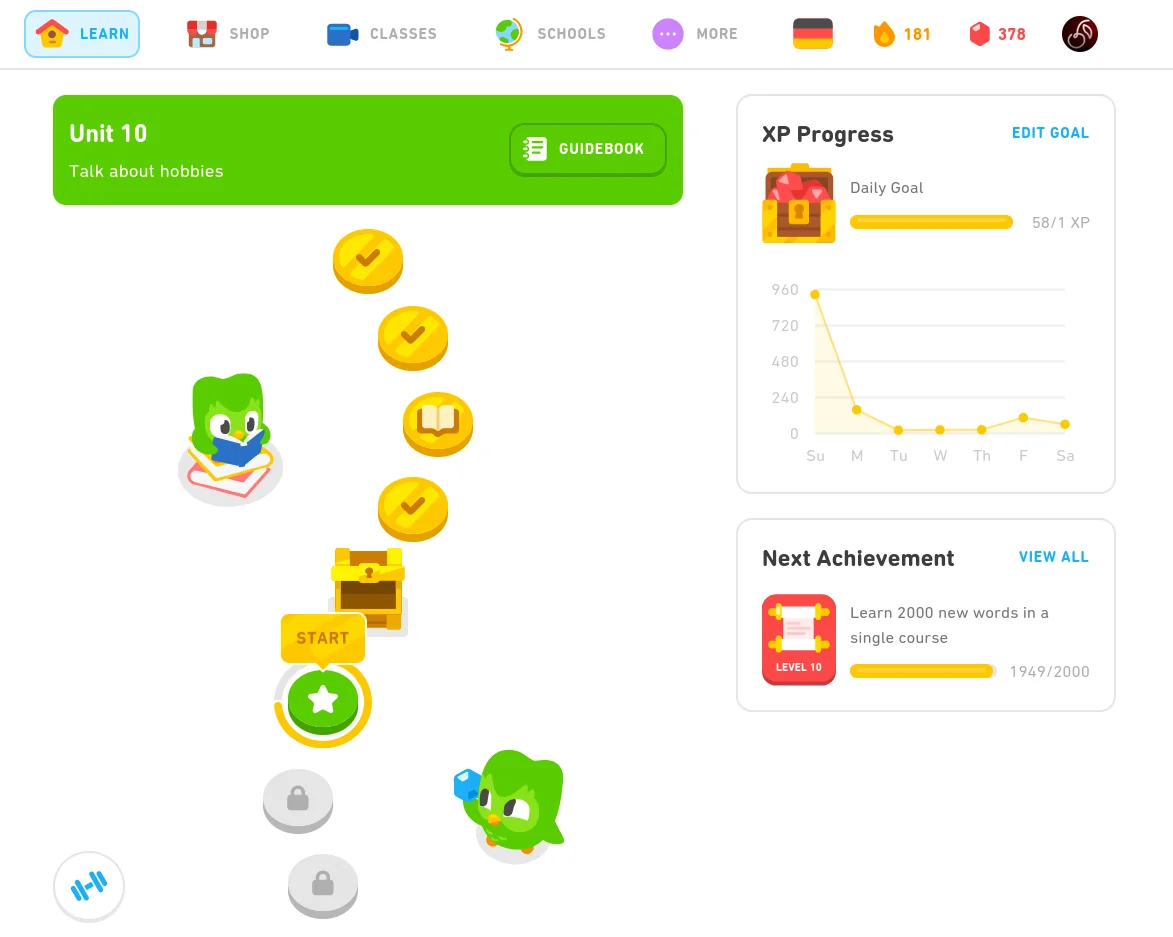 LEARN
SHOP
CLASSES
SCHOOLS
MORE
181
378
Unit 10
Talk about hobbies
GUIDEBOOK
START
XP Progress
EDIT GOAL
Daily Goal
58/1 XP
960
720
480
240
0
Su M Tu W Th F Sa
Next Achievement
VIEW ALL
Learn 2000 new words in a
single course
LEVEL 10
1949/2000